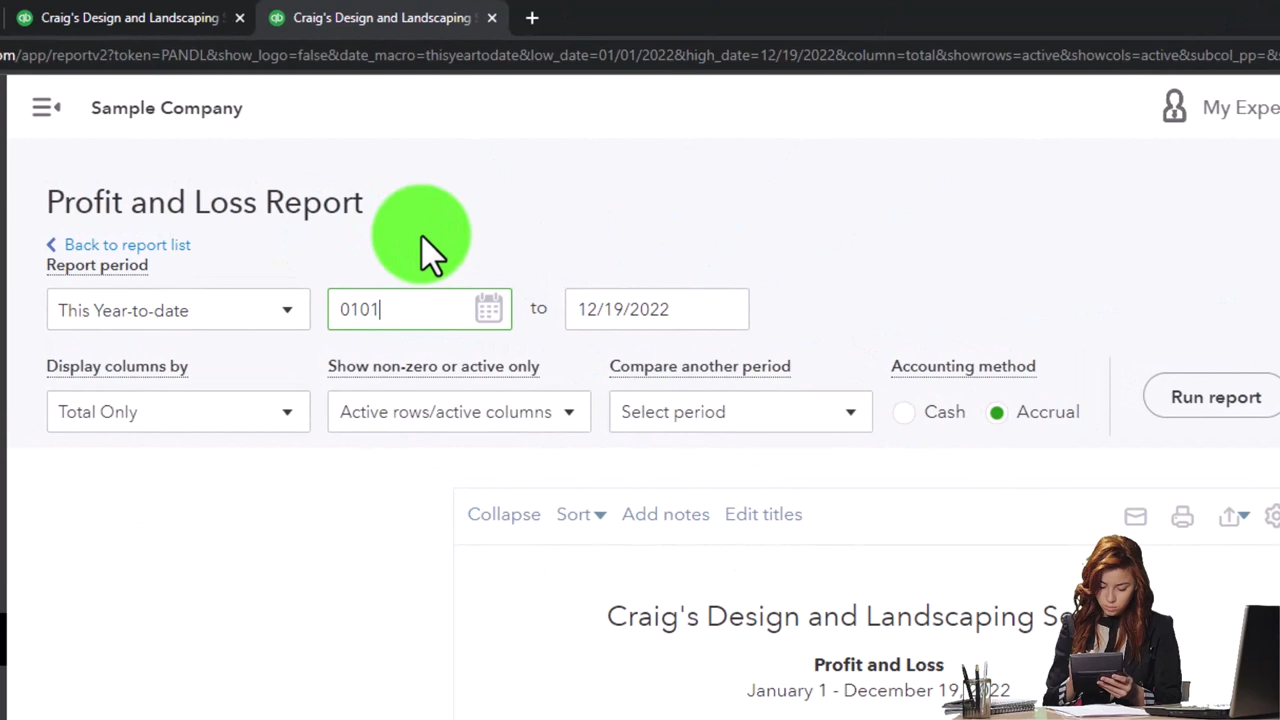 Craig's Design and Landscaping
Craig's Design and Landscaping
om/app/reportv2?token=PANDL&show_logo=false&date_macro=thisyeartodate&low_date=01/01/2022&high_date=12/19/2022&column=total&showrows=active&showcols=active&subcol_pp=&
Sample Company
My Expe
Profit and Loss Report
Back to report list
Report period
This Year-to-date 0101 to 12/19/2022
Display columns by Show non-zero or active only Compare another period Accounting method
Total Only Active rows/active columns Select period Cash Accrual Run report
Collapse Sort Add notes Edit titles
Craig's Design and Landscaping Se
Profit and Loss
January 1 - December 19, 2022